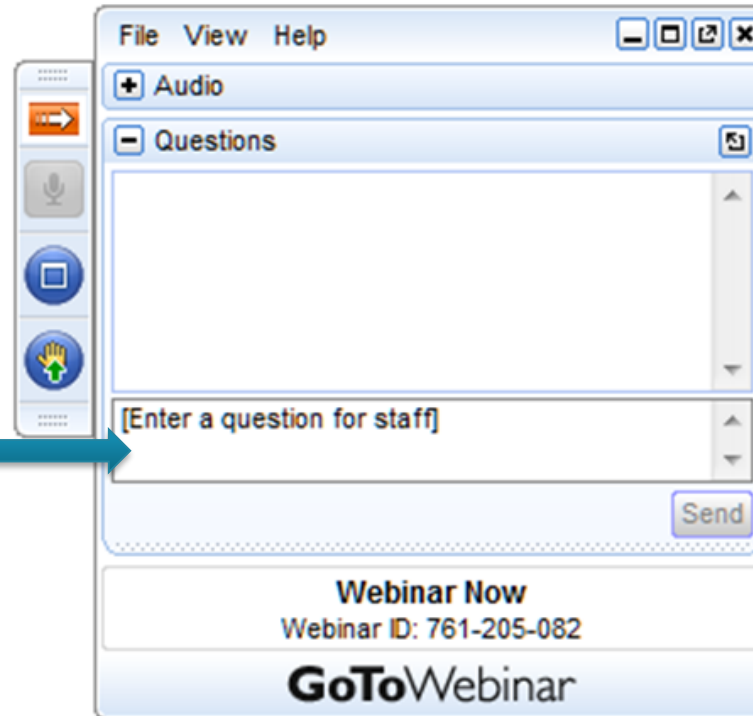 File View Help
Audio
Questions
[Enter a question for staff]
Send
Webinar Now
Webinar ID: 761-205-082
GoToWebinar